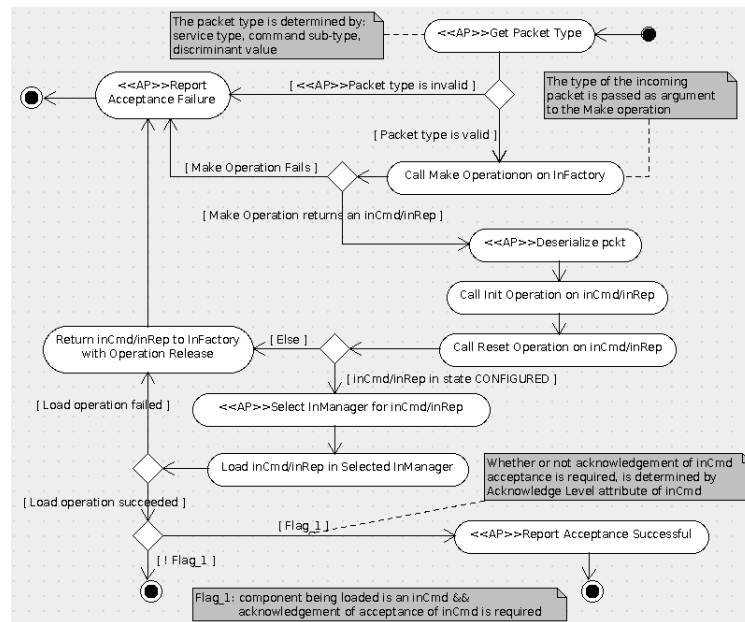 The packet type is determined by:
service type, command sub-type,
discriminant value
<<AP>>Get Packet Type
<<AP>>Report
Acceptance Failure
[ <<AP>>Packet type is invalid ]
The type of the incoming
packet is passed as argument
to the Make operation
[ Packet type is valid ]
[ Make Operation Fails ]
Call Make Operationon on InFactory
[ Make Operation returns an inCmd/inRep ]
<<AP>>Deserialize pckt
Call Init Operation on inCmd/inRep
Return inCmd/inRep to InFactory
with Operation Release
[ Else ]
Call Reset Operation on inCmd/inRep
[ inCmd/inRep in state CONFIGURED ]
[ Load operation failed ]
<<AP>>Select InManager for inCmd/inRep
Load inCmd/inRep in Selected InManager
Whether or not acknowledgement of inCmd
acceptance is required, is determined by
Acknowledge Level attribute of inCmd
[ Load operation succeeded ]
[ Flag_1 ]
<<AP>>Report Acceptance Successful
[ ! Flag_1 ]
Flag_1: component being loaded is an inCmd &&
acknowledgement of acceptance of inCmd is required